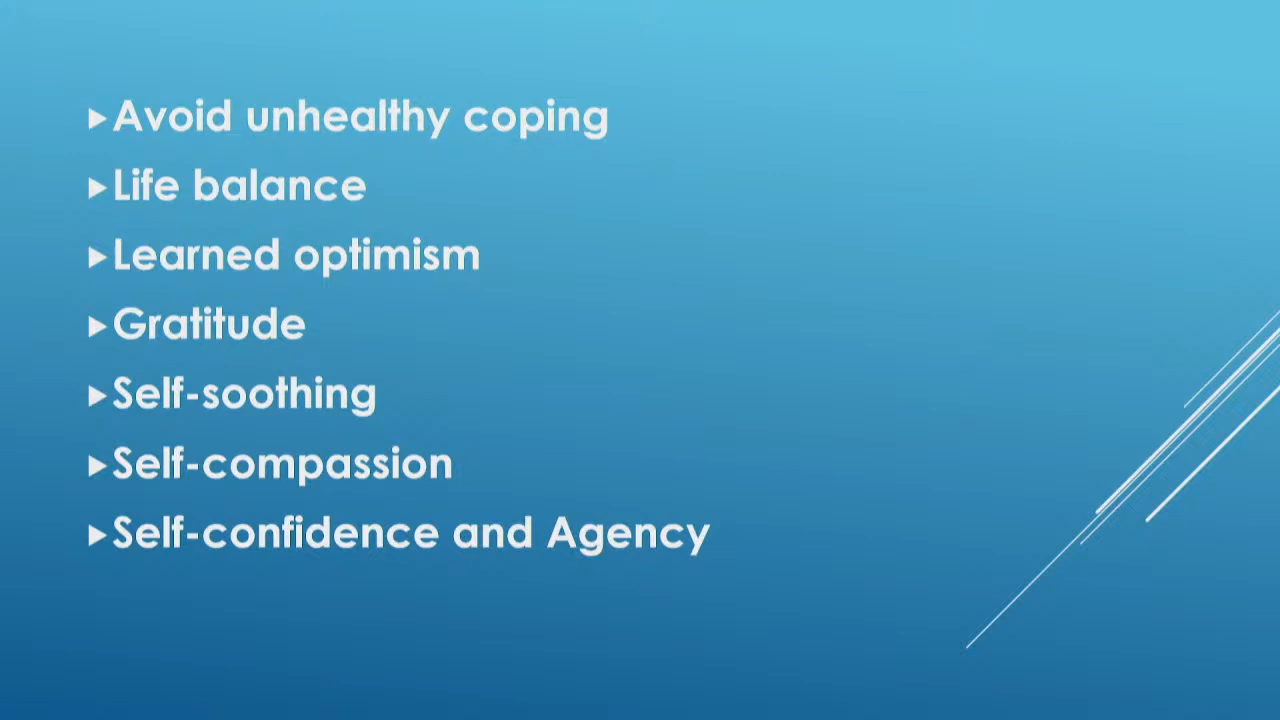 Avoid unhealthy coping
Life balance
Learned optimism
Gratitude
Self-soothing
Self-compassion
Self-confidence and Agency